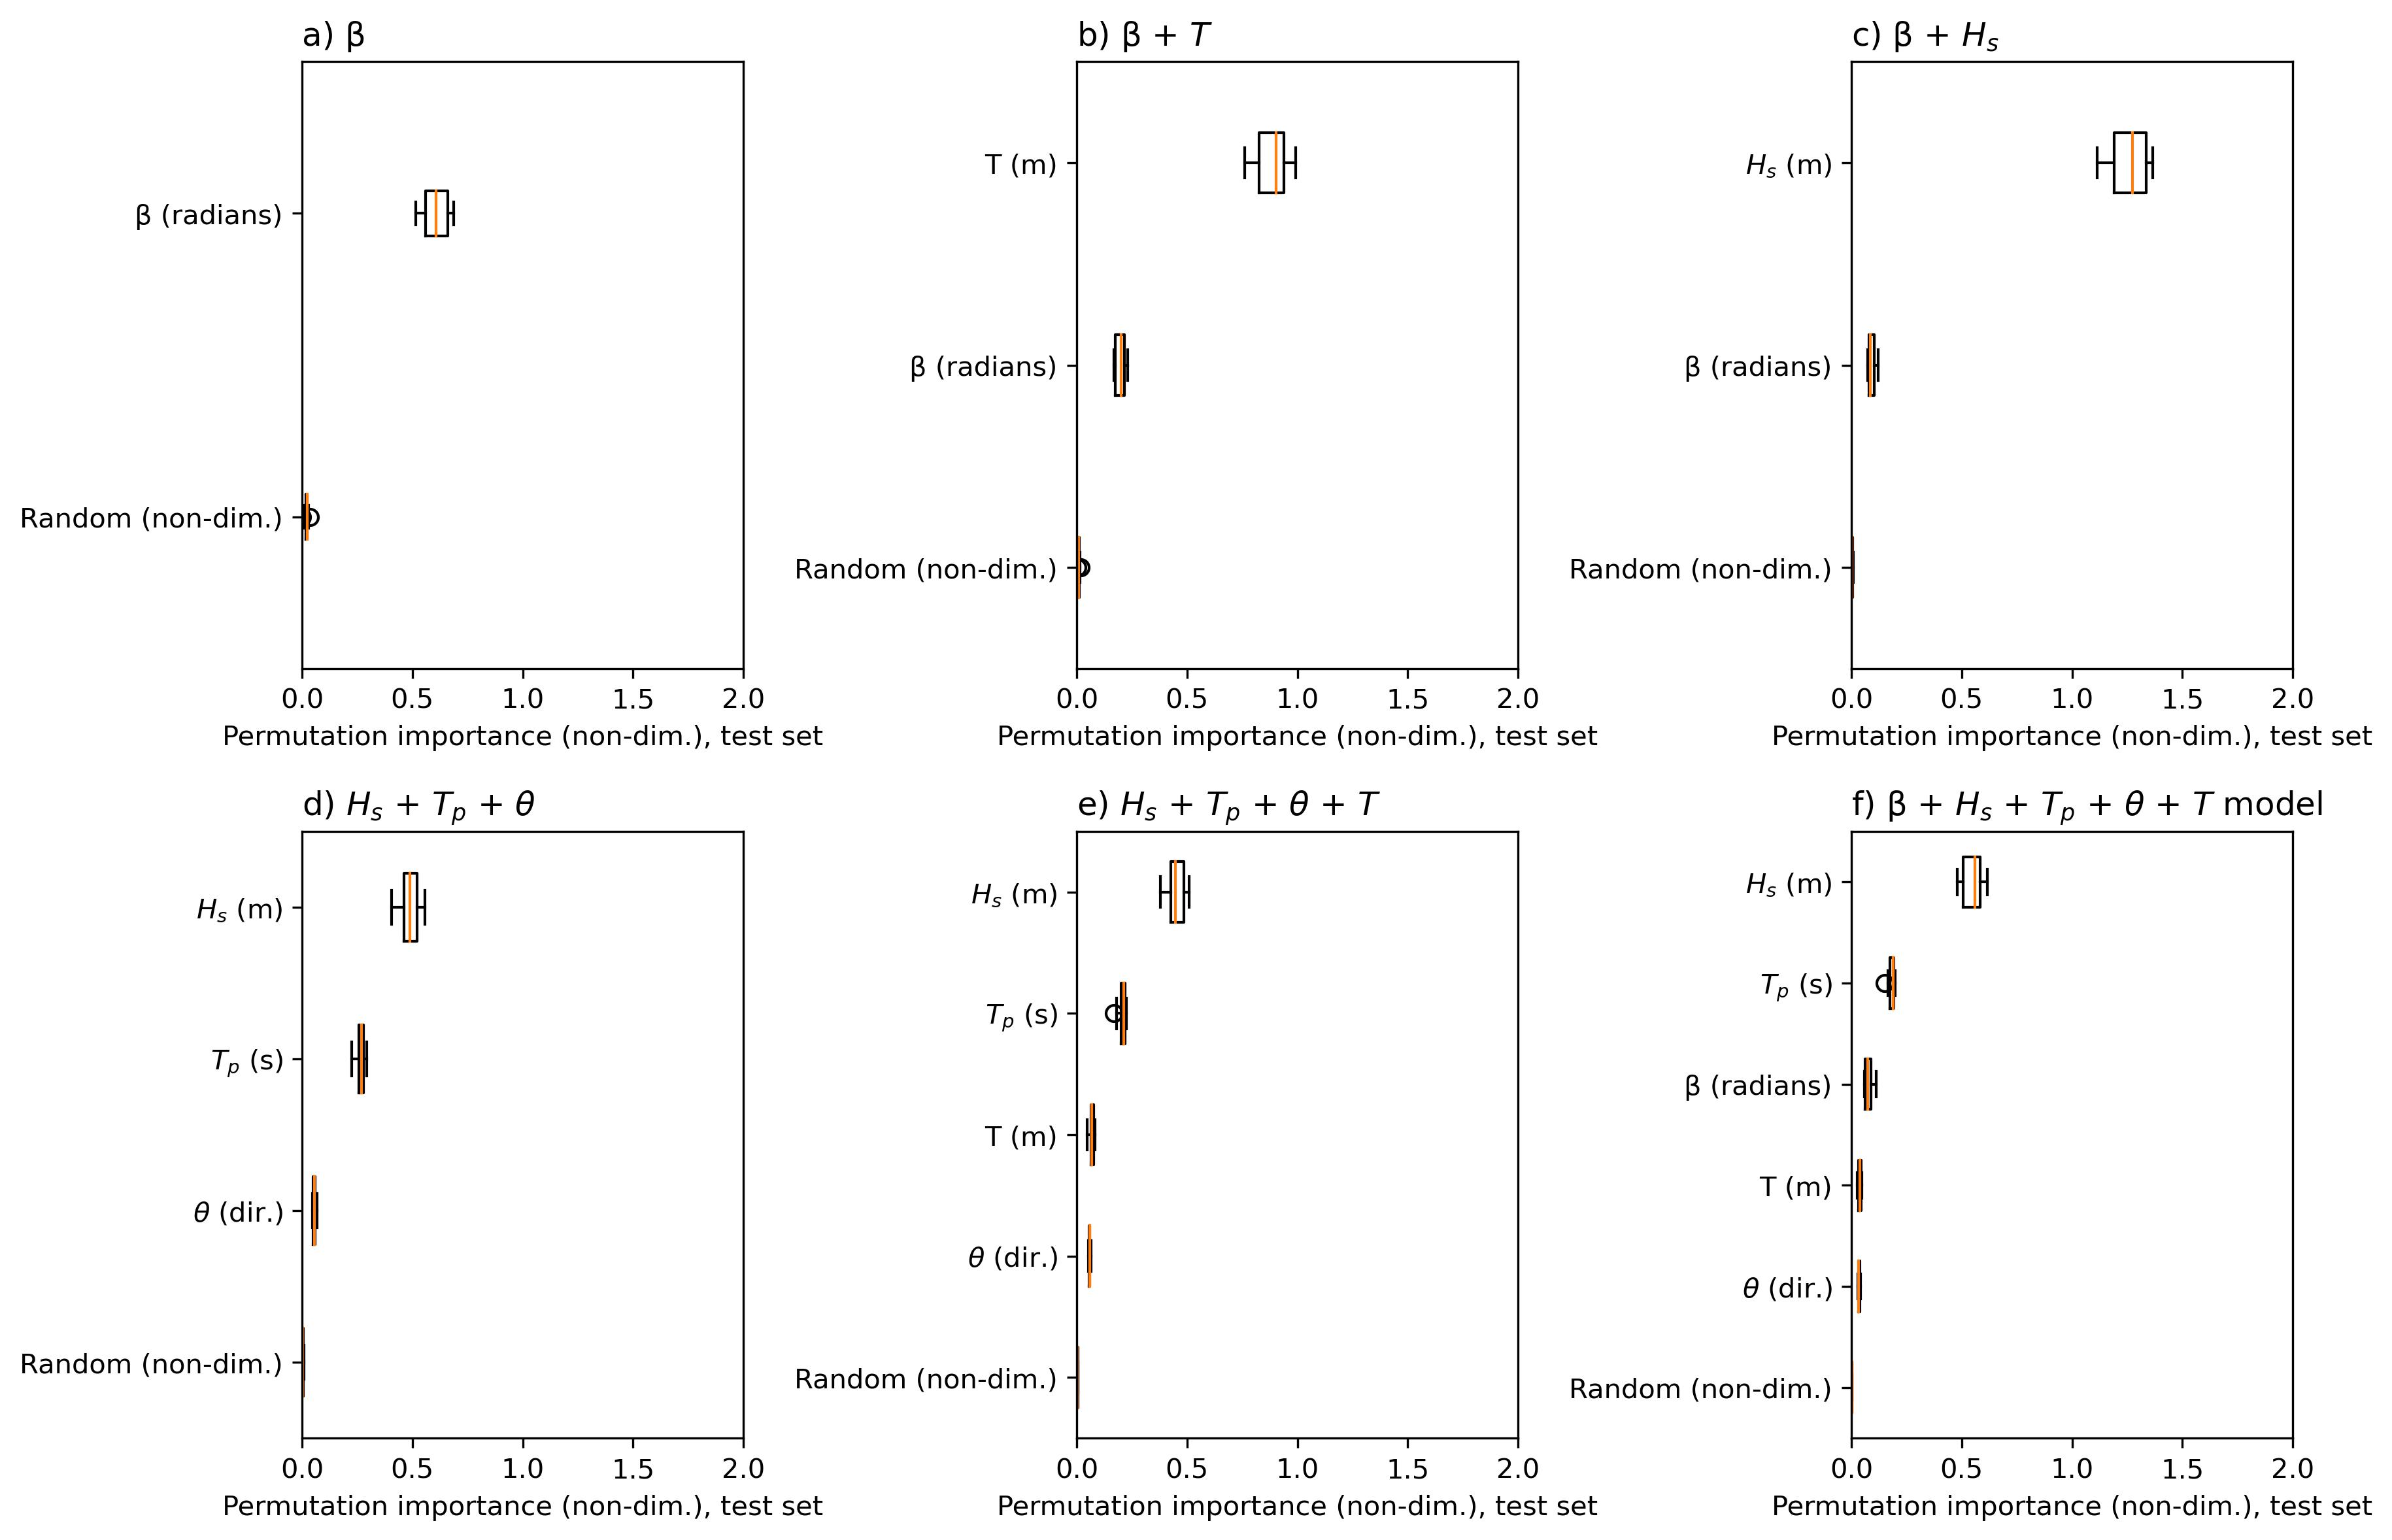 a) β
β (radians)
Random (non-dim.)
0.0 0.5 1.0 1.5 2.0
Permutation importance (non-dim.), test set
b) β + T
T (m)
β (radians)
Random (non-dim.)
0.0 0.5 1.0 1.5 2.0
Permutation importance (non-dim.), test set
c) β + Hₛ
Hₛ (m)
β (radians)
Random (non-dim.)
0.0 0.5 1.0 1.5 2.0
Permutation importance (non-dim.), test set
d) Hₛ + Tₚ + θ
Hₛ (m)
Tₚ (s)
θ (dir.)
Random (non-dim.)
0.0 0.5 1.0 1.5 2.0
Permutation importance (non-dim.), test set
e) Hₛ + Tₚ + θ + T
Hₛ (m)
Tₚ (s)
T (m)
θ (dir.)
Random (non-dim.)
0.0 0.5 1.0 1.5 2.0
Permutation importance (non-dim.), test set
f) β + Hₛ + Tₚ + θ + T model
Hₛ (m)
Tₚ (s)
β (radians)
T (m)
θ (dir.)
Random (non-dim.)
0.0 0.5 1.0 1.5 2.0
Permutation importance (non-dim.), test set